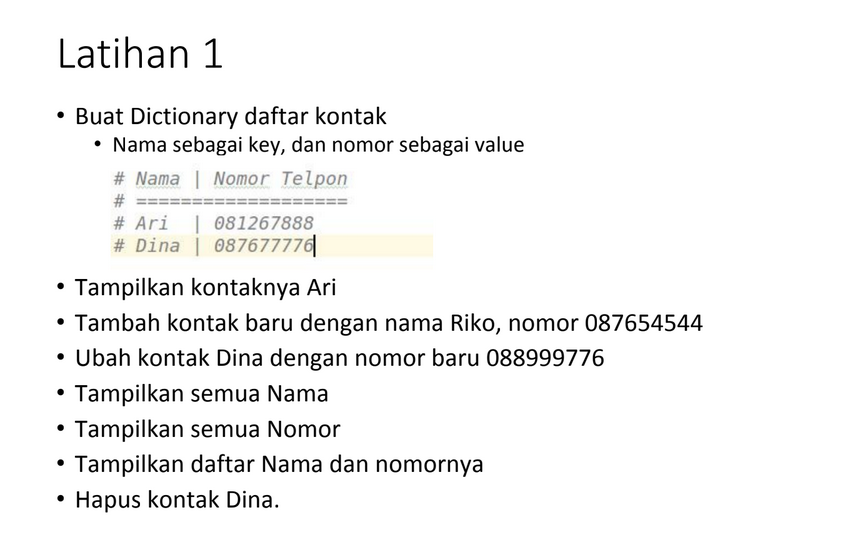 Latihan 1
• Buat Dictionary daftar kontak
• Nama sebagai key, dan nomor sebagai value
# Nama | Nomor Telpon
# ===================
# Ari | 081267888
# Dina | 087677776
• Tampilkan kontaknya Ari
• Tambah kontak baru dengan nama Riko, nomor 087654544
• Ubah kontak Dina dengan nomor baru 088999776
• Tampilkan semua Nama
• Tampilkan semua Nomor
• Tampilkan daftar Nama dan nomornya
• Hapus kontak Dina.